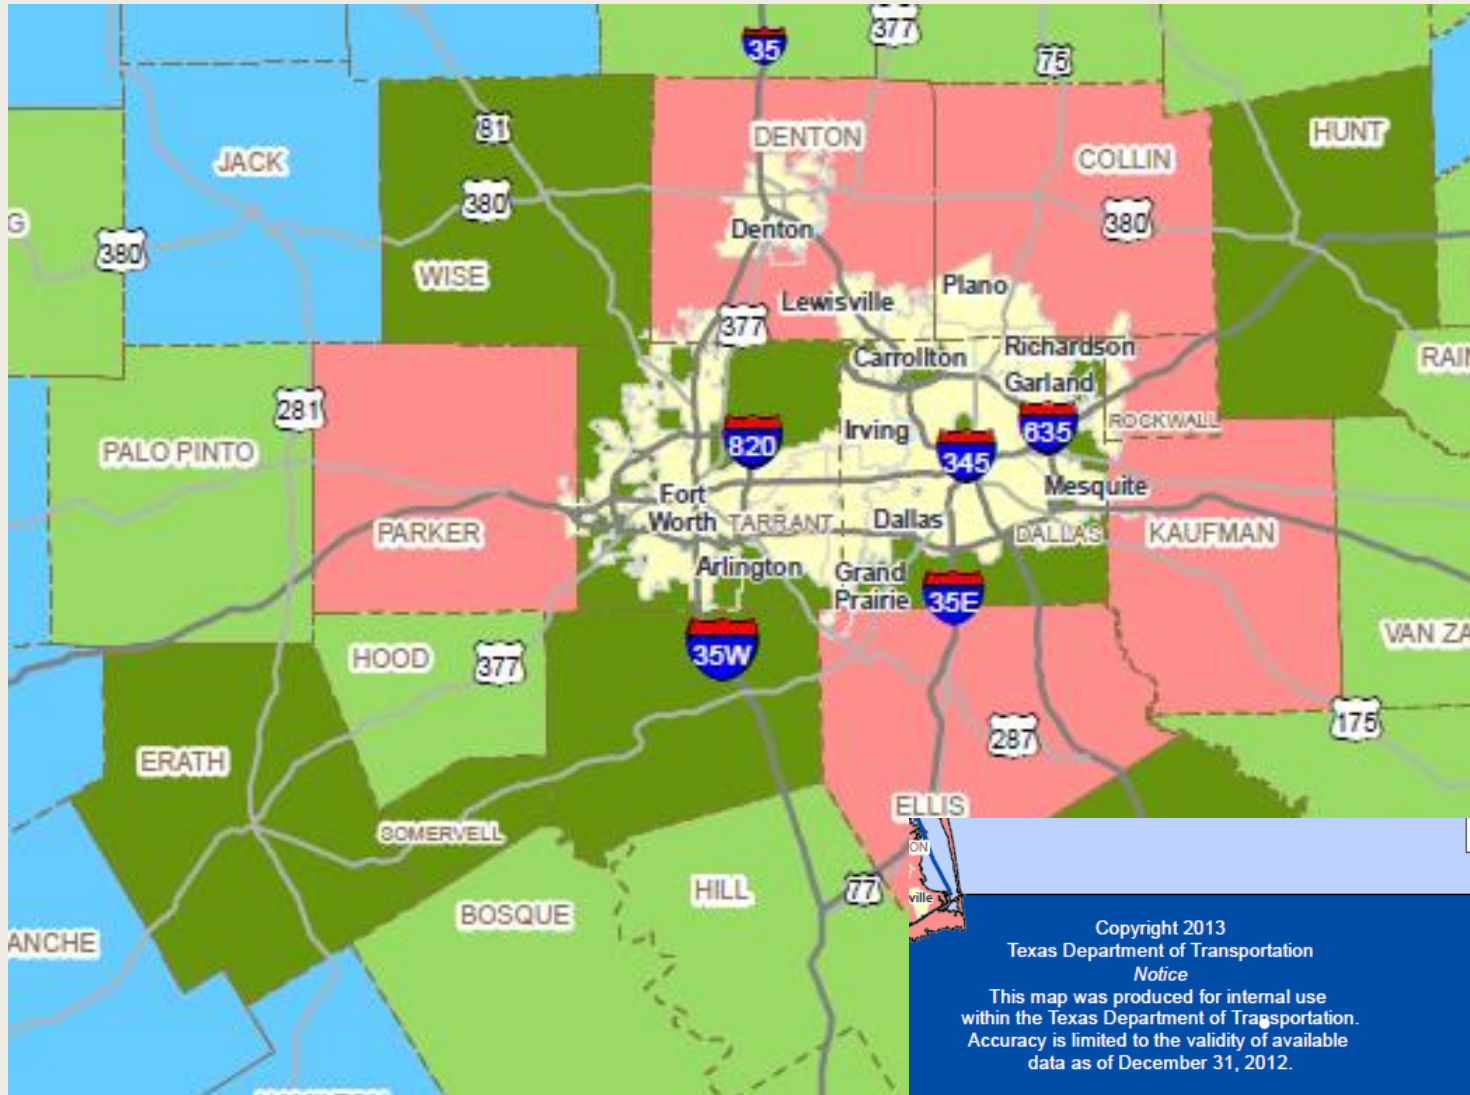 35
377
75
81
DENTON
HUNT
JACK
COLLIN
380
380
G
380
Denton
WISE
Plano
Lewisville
377
Carrollton
Richardson
RAIN
Garland
281
ROCKWALL
PALO PINTO
820
Irving
635
345
Fort
Worth
Mesquite
TARRANT
Dallas
PARKER
DALLAS
KAUFMAN
Arlington
Grand
Prairie
35E
VAN ZA
35W
HOOD
377
175
287
ERATH
ELLIS
SOMERVELL
ON
77
HILL
ville
BOSQUE
ANCHE
Copyright 2013
Texas Department of Transportation
Notice
This map was produced for internal use
within the Texas Department of Transportation.
Accuracy is limited to the validity of available
data as of December 31, 2012.